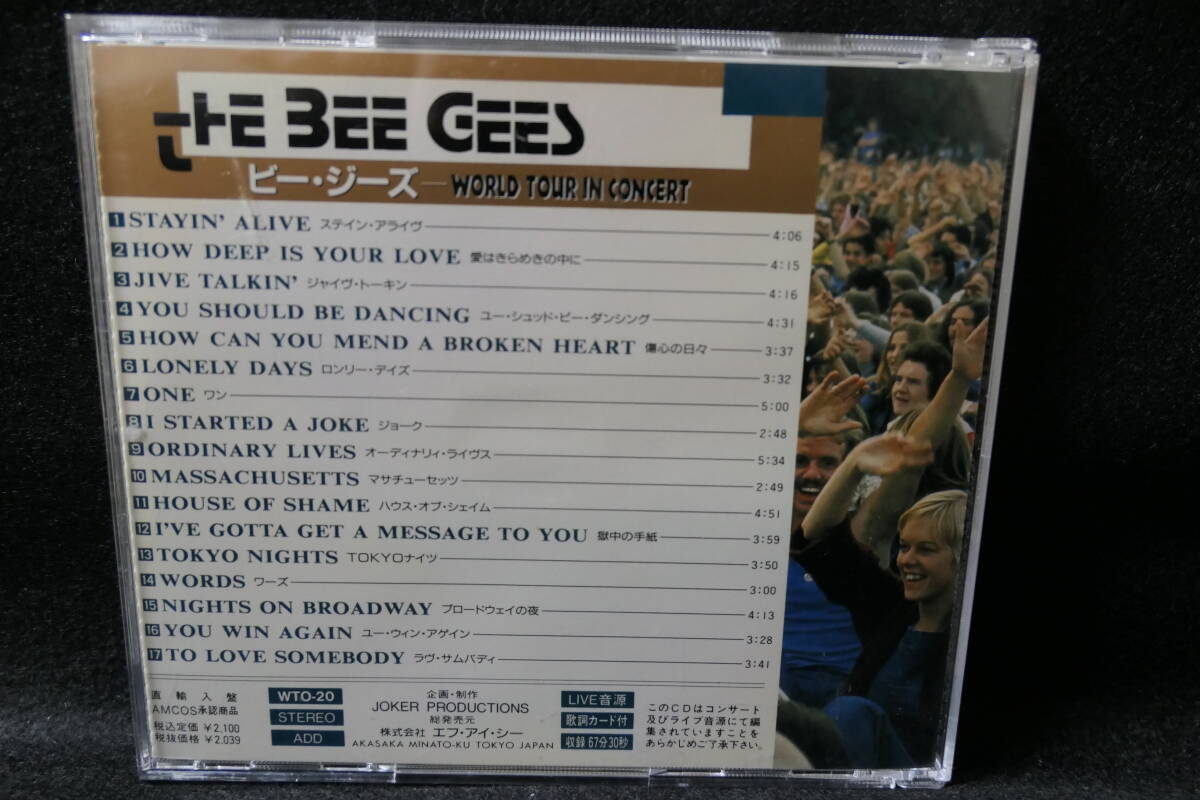 THE BEE GEES
ビー・ジーズ — WORLD TOUR IN CONCERT
1 STAYIN' ALIVE ステイン・アライヴ 4:06
2 HOW DEEP IS YOUR LOVE 愛はきらめきの中に 4:15
3 JIVE TALKIN' ジャイヴ・トーキン 4:16
4 YOU SHOULD BE DANCING ユー・シュッド・ビー・ダンシング 4:31
5 HOW CAN YOU MEND A BROKEN HEART 傷心の日々 3:37
6 LONELY DAYS ロンリー・デイズ 3:32
7 ONE ワン 5:00
8 I STARTED A JOKE ジョーク 2:48
9 ORDINARY LIVES オーディナリィ・ライヴス 5:34
10 MASSACHUSETTS マサチューセッツ 2:49
11 HOUSE OF SHAME ハウス・オブ・シェイム 4:51
12 I'VE GOTTA GET A MESSAGE TO YOU 獄中の手紙 3:59
13 TOKYO NIGHTS TOKYOナイツ 3:50
14 WORDS ワーズ 3:00
15 NIGHTS ON BROADWAY ブロードウェイの夜 4:13
16 YOU WIN AGAIN ユー・ウィン・アゲイン 3:28
17 TO LOVE SOMEBODY ラヴ・サムバディ 3:41
直輸入盤
AMCOS承認商品
税込定価 ¥2,100
税抜価格 ¥2,039
WTO-20
STEREO
ADD
企画・制作
JOKER PRODUCTIONS
総発売元
株式会社 エフ・アイ・シー
AKASAKA MINATO-KU TOKYO JAPAN
LIVE音源
歌詞カード付
収録 67分30秒
このCDはコンサート
及びライブ音源にて編
集されていますことを
あらかじめご了承下さい。